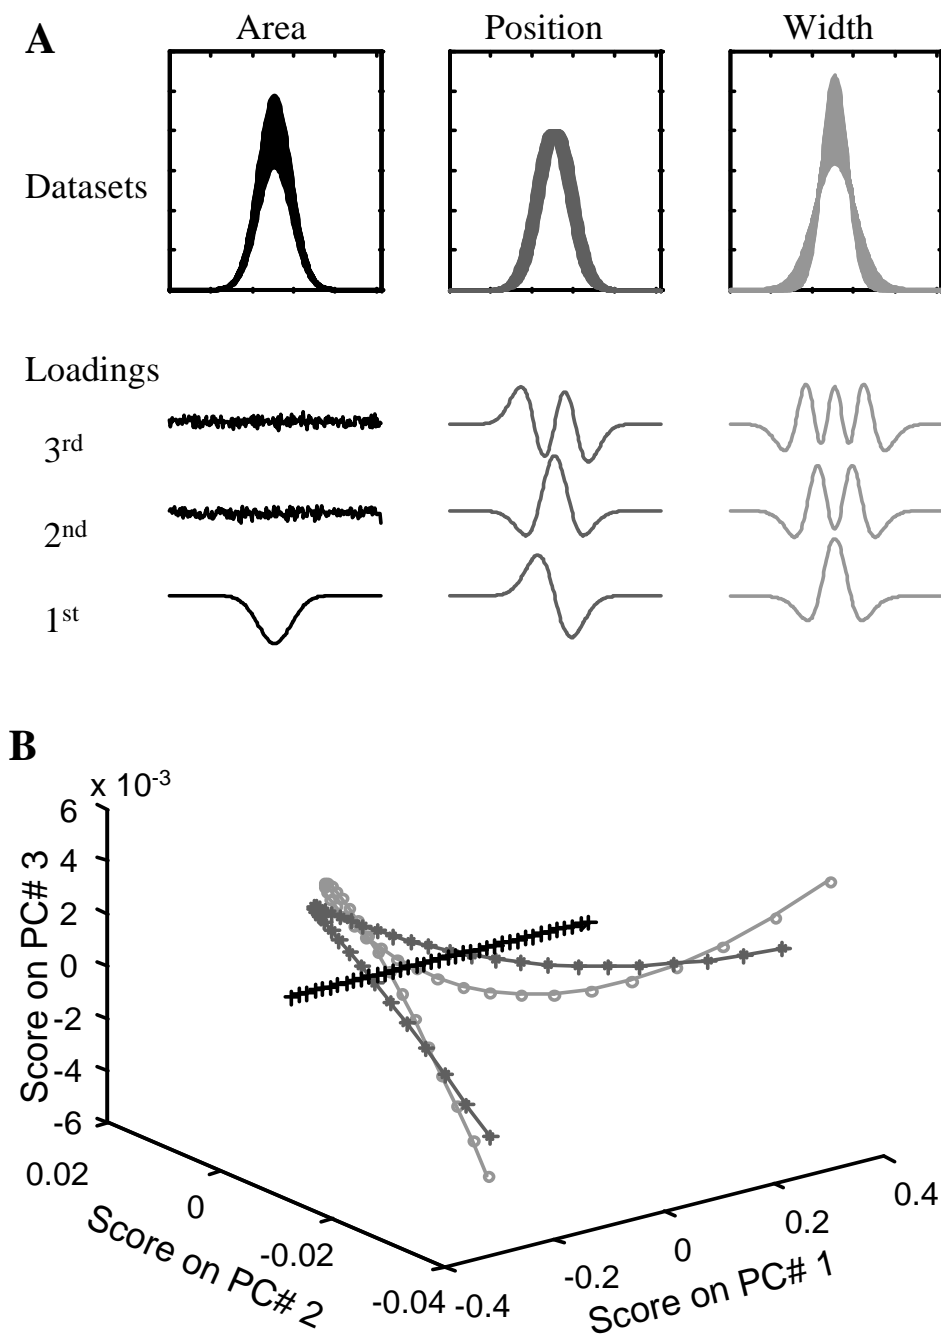 A
Area
Position
Width
Datasets
Loadings
3rd
2nd
1st
B
x 10-3
6
4
2
0
-2
-4
-6
Score on PC# 3
0.02
0
-0.02
-0.04
Score on PC# 2
-0.4
-0.2
0
0.2
0.4
Score on PC# 1